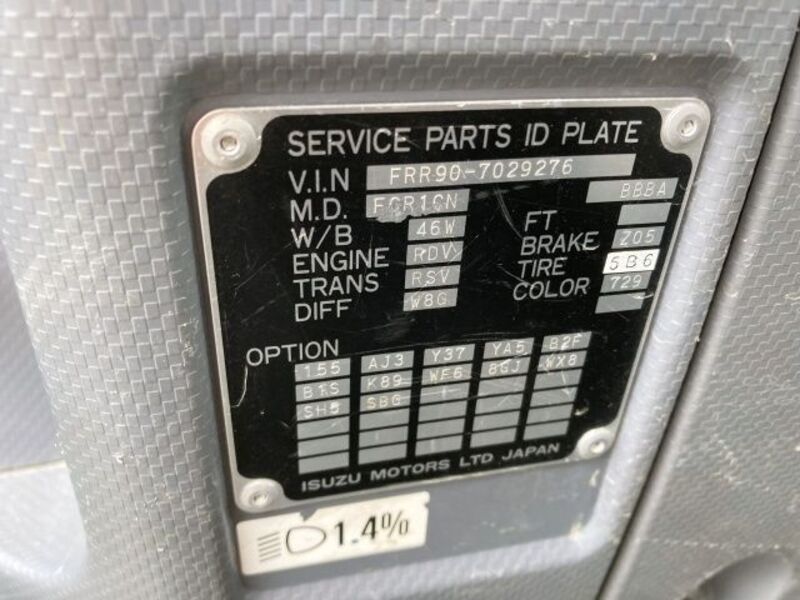 SERVICE PARTS ID PLATE
V.I.N FRR90-7029276
M.D. BBBA
W/B 46W FT
ENGINE RDV BRAKE Z05
TRANS RSV TIRE 5B6
DIFF W8G COLOR 729
OPTION
155 AJ3 Y37 YA5 B2F
B1S K89 WF6 8GJ WX8
SH5 SBG
ISUZU MOTORS LTD JAPAN
1.4%